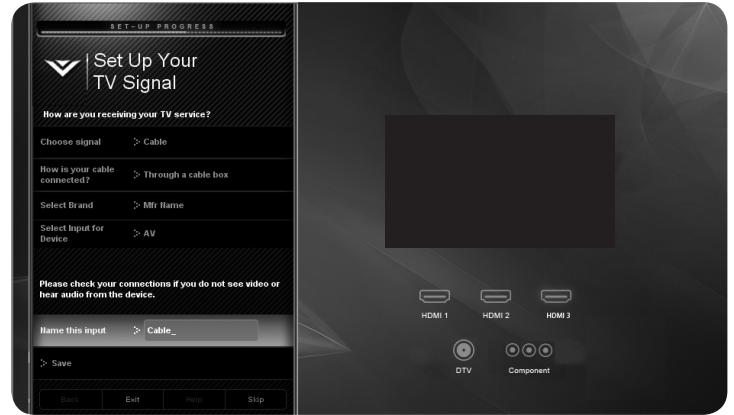 SET-UP PROGRESS
Set Up Your
TV Signal
How are you receiving your TV service?
Choose signal Cable
How is your cable
connected? Through a cable box
Select Brand Mfr Name
Select Input for
Device AV
Please check your connections if you do not see video or
hear audio from the device.
Name this input Cable_
Save
Back Exit Help Skip
HDMI 1 HDMI 2 HDMI 3
DTV Component